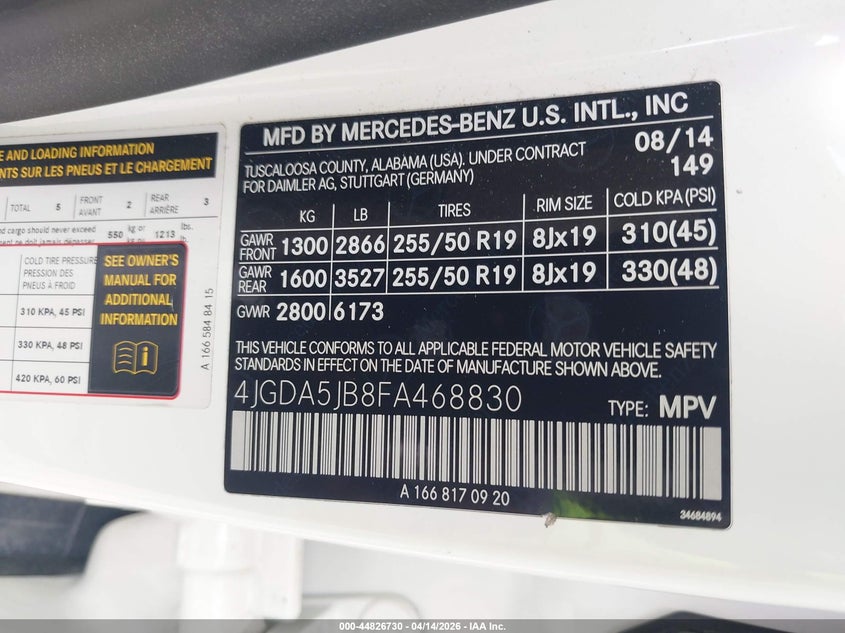 E AND LOADING INFORMATION
ENTS SUR LES PNEUS ET LE CHARGEMENT
TOTAL 5 FRONT AVANT 2 REAR ARRIÈRE 3
nd cargo should never exceed 550 kg or 1213 lbs.
COLD TIRE PRESSURE
PRESSION DES
PNEUS À FROID
310 KPA, 45 PSI
330 KPA, 48 PSI
420 KPA, 60 PSI
SEE OWNER'S
MANUAL FOR
ADDITIONAL
INFORMATION
A 166 584 84 15
MFD BY MERCEDES-BENZ U.S. INTL., INC
TUSCALOOSA COUNTY, ALABAMA (USA). UNDER CONTRACT
FOR DAIMLER AG, STUTTGART (GERMANY)
08/14
149
KG LB TIRES RIM SIZE COLD KPA(PSI)
GAWR FRONT 1300 2866 255/50 R19 8Jx19 310(45)
GAWR REAR 1600 3527 255/50 R19 8Jx19 330(48)
GVWR 2800 6173
THIS VEHICLE CONFORMS TO ALL APPLICABLE FEDERAL MOTOR VEHICLE SAFETY
STANDARDS IN EFFECT ON THE DATE OF MANUFACTURE SHOWN ABOVE.
4JGDA5JB8FA468830 TYPE: MPV
A 166 817 09 20
34684894
000-44826730 - 04/14/2026 - IAA Inc.